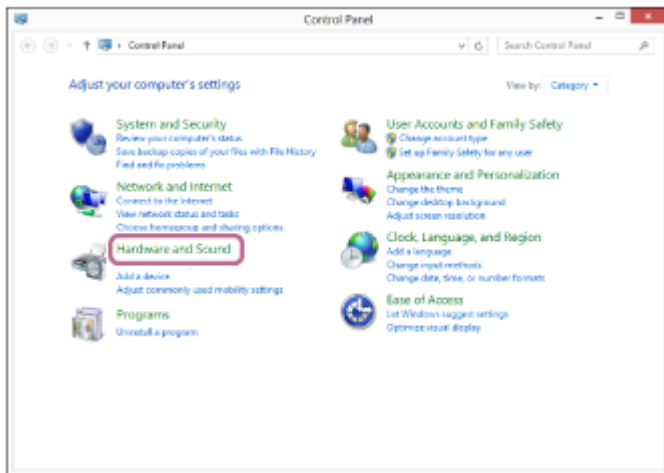 Control Panel
Control Panel
Search Control Panel
Adjust your computer's settings
View by: Category
System and Security
Review your computer's status
Save backup copies of your files with File History
Find and fix problems
Network and Internet
Connect to the Internet
View network status and tasks
Choose homegroup and sharing options
Hardware and Sound
Add a device
Adjust commonly used mobility settings
Programs
Uninstall a program
User Accounts and Family Safety
Change account type
Set up Family Safety for any user
Appearance and Personalization
Change the theme
Change desktop background
Adjust screen resolution
Clock, Language, and Region
Add a language
Change input methods
Change date, time, or number formats
Ease of Access
Let Windows suggest settings
Optimize visual display